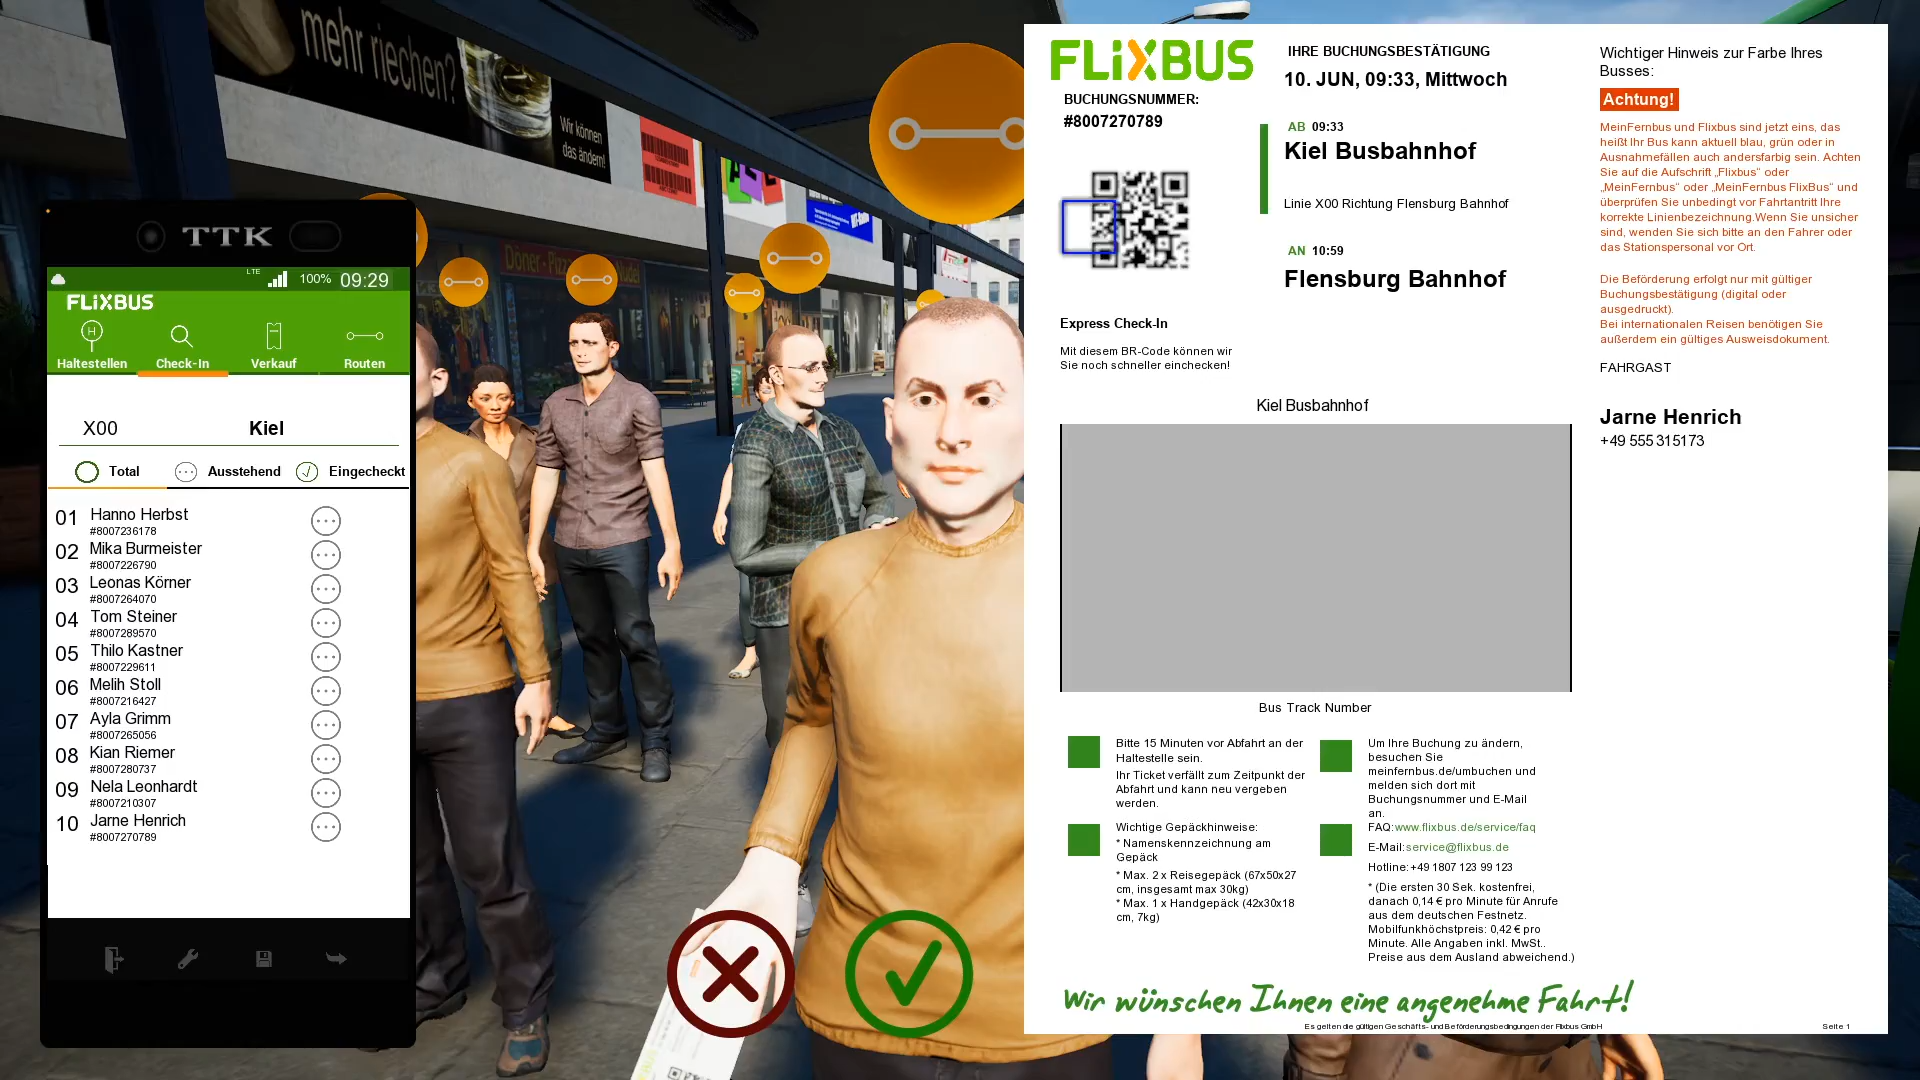 mehr riechen?
Wir können
das ändern!
Döner - Pizza
TTK
LTE
100%
09:29
FLiXBUS
Haltestellen
Check-In
Verkauf
Routen
X00
Kiel
Total
Ausstehend
Eingecheckt
01 Hanno Herbst
#8007236178
02 Mika Burmeister
#8007226790
03 Leonas Körner
#8007264070
04 Tom Steiner
#8007289570
05 Thilo Kastner
#8007229611
06 Melih Stoll
#8007216427
07 Ayla Grimm
#8007265056
08 Kian Riemer
#8007280737
09 Nela Leonhardt
#8007210307
10 Jarne Henrich
#8007270789
FLiXBUS
BUCHUNGSNUMMER:
#8007270789
IHRE BUCHUNGSBESTÄTIGUNG
10. JUN, 09:33, Mittwoch
AB 09:33
Kiel Busbahnhof
Linie X00 Richtung Flensburg Bahnhof
AN 10:59
Flensburg Bahnhof
Express Check-In
Mit diesem BR-Code können wir
Sie noch schneller einchecken!
Kiel Busbahnhof
Bus Track Number
Bitte 15 Minuten vor Abfahrt an der
Haltestelle sein.
Ihr Ticket verfällt zum Zeitpunkt der
Abfahrt und kann neu vergeben
werden.
Wichtige Gepäckhinweise:
* Namenskennzeichnung am
Gepäck
* Max. 2 x Reisegepäck (67x50x27
cm, insgesamt max 30kg)
* Max. 1 x Handgepäck (42x30x18
cm, 7kg)
Um Ihre Buchung zu ändern,
besuchen Sie
meinfernbus.de/umbuchen und
melden sich dort mit
Buchungsnummer und E-Mail
an.
FAQ: www.flixbus.de/service/faq
E-Mail: service@flixbus.de
Hotline: +49 1807 123 99 123
* (Die ersten 30 Sek. kostenfrei,
danach 0,14 € pro Minute für Anrufe
aus dem deutschen Festnetz.
Mobilfunkhöchstpreis: 0,42 € pro
Minute. Alle Angaben inkl. MwSt..
Preise aus dem Ausland abweichend.)
Wir wünschen Ihnen eine angenehme Fahrt!
Es gelten die gültigen Geschäfts- und Beförderungsbedingungen der Flixbus GmbH
Seite 1
Wichtiger Hinweis zur Farbe Ihres
Busses:
Achtung!
MeinFernbus und Flixbus sind jetzt eins, das
heißt Ihr Bus kann aktuell blau, grün oder in
Ausnahmefällen auch andersfarbig sein. Achten
Sie auf die Aufschrift „Flixbus“ oder
„MeinFernbus“ oder „MeinFernbus FlixBus“ und
überprüfen Sie unbedingt vor Fahrtantritt Ihre
korrekte Linienbezeichnung.Wenn Sie unsicher
sind, wenden Sie sich bitte an den Fahrer oder
das Stationspersonal vor Ort.
Die Beförderung erfolgt nur mit gültiger
Buchungsbestätigung (digital oder
ausgedruckt).
Bei internationalen Reisen benötigen Sie
außerdem ein gültiges Ausweisdokument.
FAHRGAST
Jarne Henrich
+49 555 315173